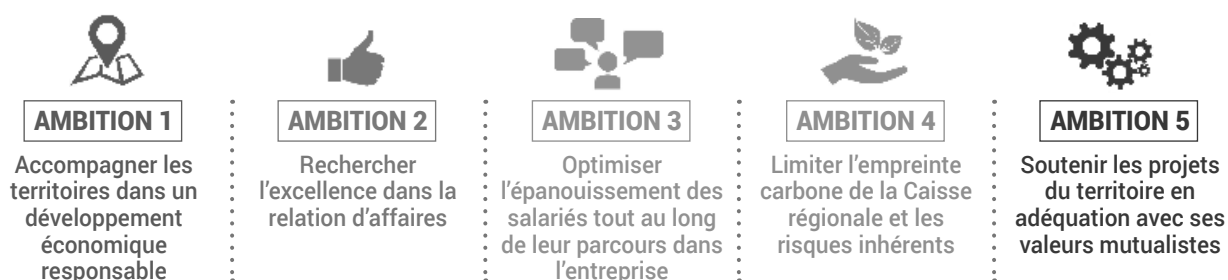 AMBITION 1
Accompagner les
territoires dans un
développement
économique
responsable
AMBITION 2
Rechercher
l’excellence dans la
relation d’affaires
AMBITION 3
Optimiser
l’épanouissement des
salariés tout au long
de leur parcours dans
l’entreprise
AMBITION 4
Limiter l’empreinte
carbone de la Caisse
régionale et les
risques inhérents
AMBITION 5
Soutenir les projets
du territoire en
adéquation avec ses
valeurs mutualistes